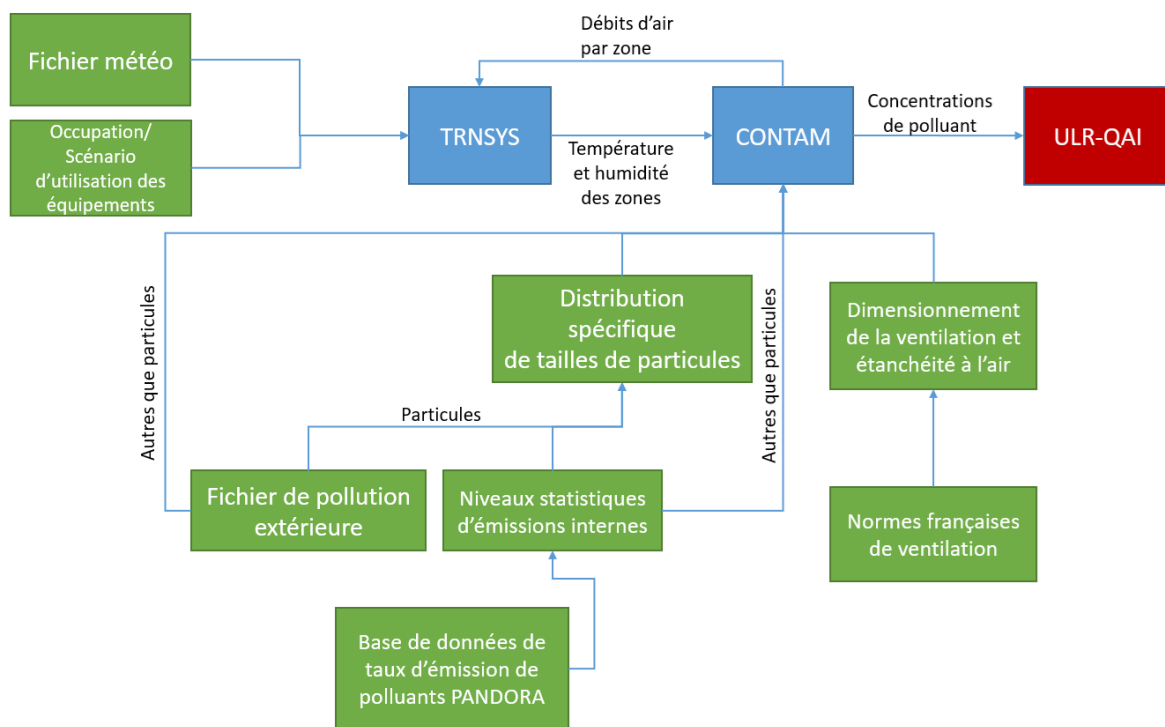 Débits d'air
par zone
Fichier météo
TRNSYS
CONTAM
Concentrations
de polluant
ULR-QAI
Occupation/
Scénario
d'utilisation des
équipements
Température
et humidité
des zones
Autres que particules
Distribution
spécifique
de tailles de particules
Autres que particules
Dimensionnement
de la ventilation et
étanchéité à l'air
Particules
Fichier de pollution
extérieure
Niveaux statistiques
d'émissions internes
Normes françaises
de ventilation
Base de données de
taux d'émission de
polluants PANDORA